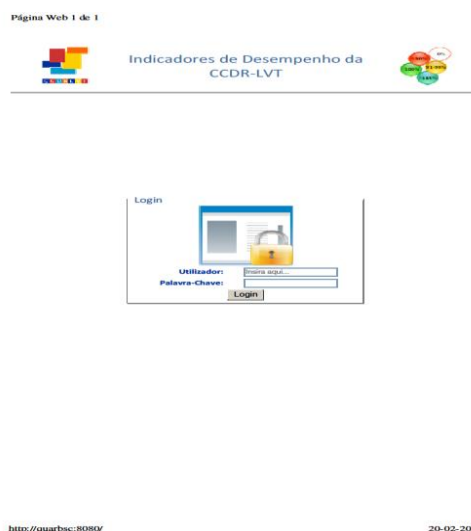 Página Web 1 de 1
Indicadores de Desempenho da
CCDR-LVT
Login
Utilizador:
Insira aqui...
Palavra-Chave:
Login
http://quarbsc:8080/
20-02-20